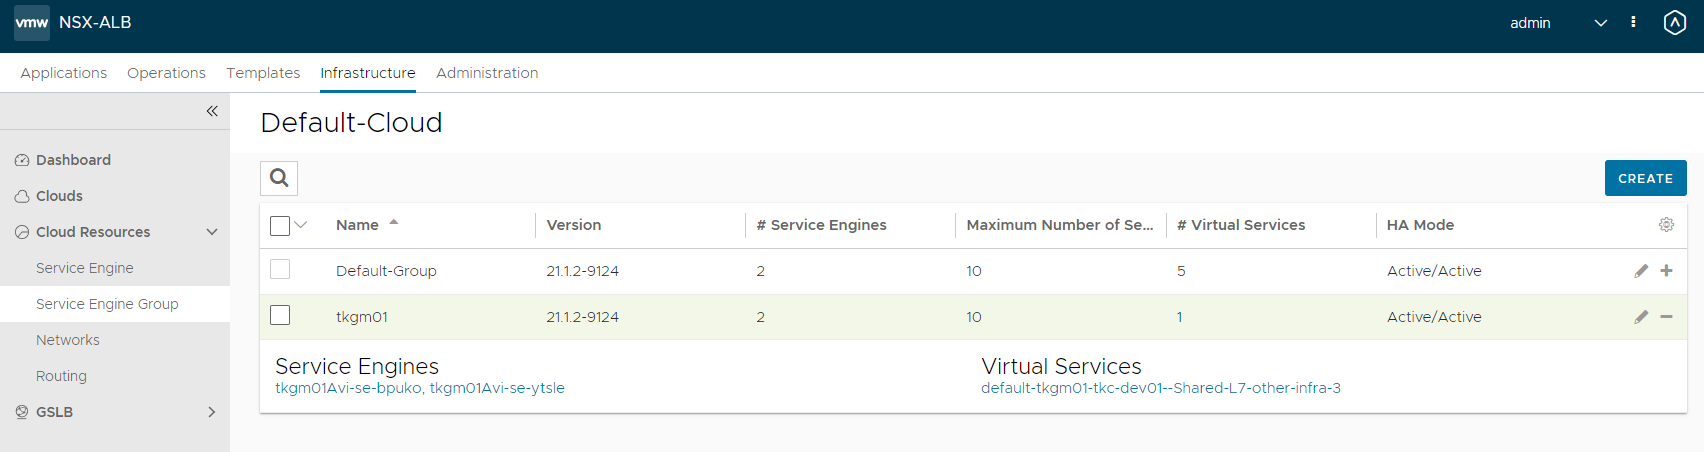 vmw NSX-ALB admin
Applications Operations Templates Infrastructure Administration
Default-Cloud
Dashboard
Clouds
Cloud Resources
Service Engine
Service Engine Group
Networks
Routing
GSLB
CREATE
Name Version # Service Engines Maximum Number of Se... # Virtual Services HA Mode
Default-Group 21.1.2-9124 2 10 5 Active/Active
tkgm01 21.1.2-9124 2 10 1 Active/Active
Service Engines Virtual Services
tkgm01Avi-se-bpuko, tkgm01Avi-se-ytsle default-tkgm01-tkc-dev01--Shared-L7-other-infra-3